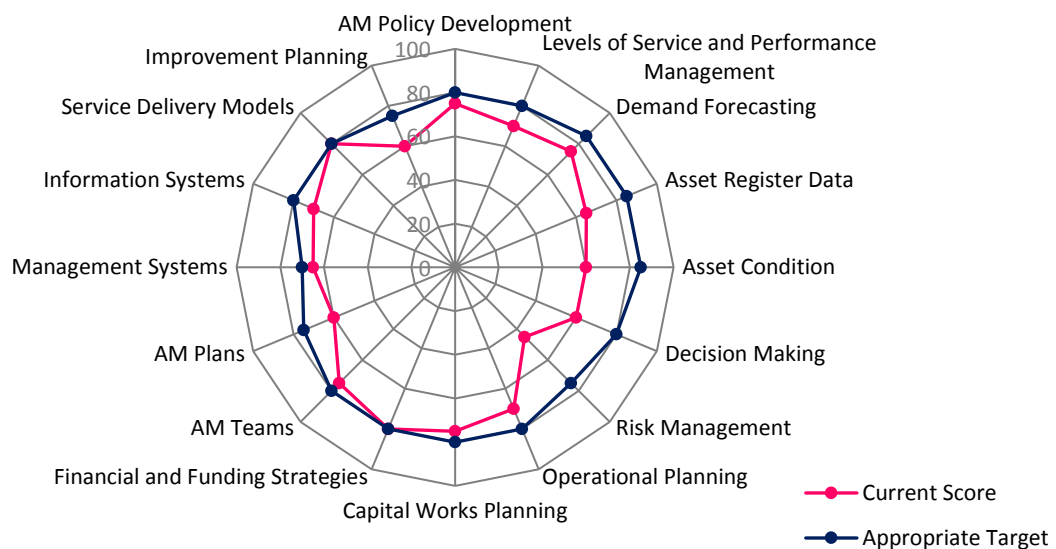 AM Policy Development
Levels of Service and Performance
Management
Demand Forecasting
Asset Register Data
Asset Condition
Decision Making
Risk Management
Operational Planning
Capital Works Planning
Financial and Funding Strategies
AM Teams
AM Plans
Management Systems
Information Systems
Service Delivery Models
Improvement Planning
100
80
60
40
20
0
Current Score
Appropriate Target